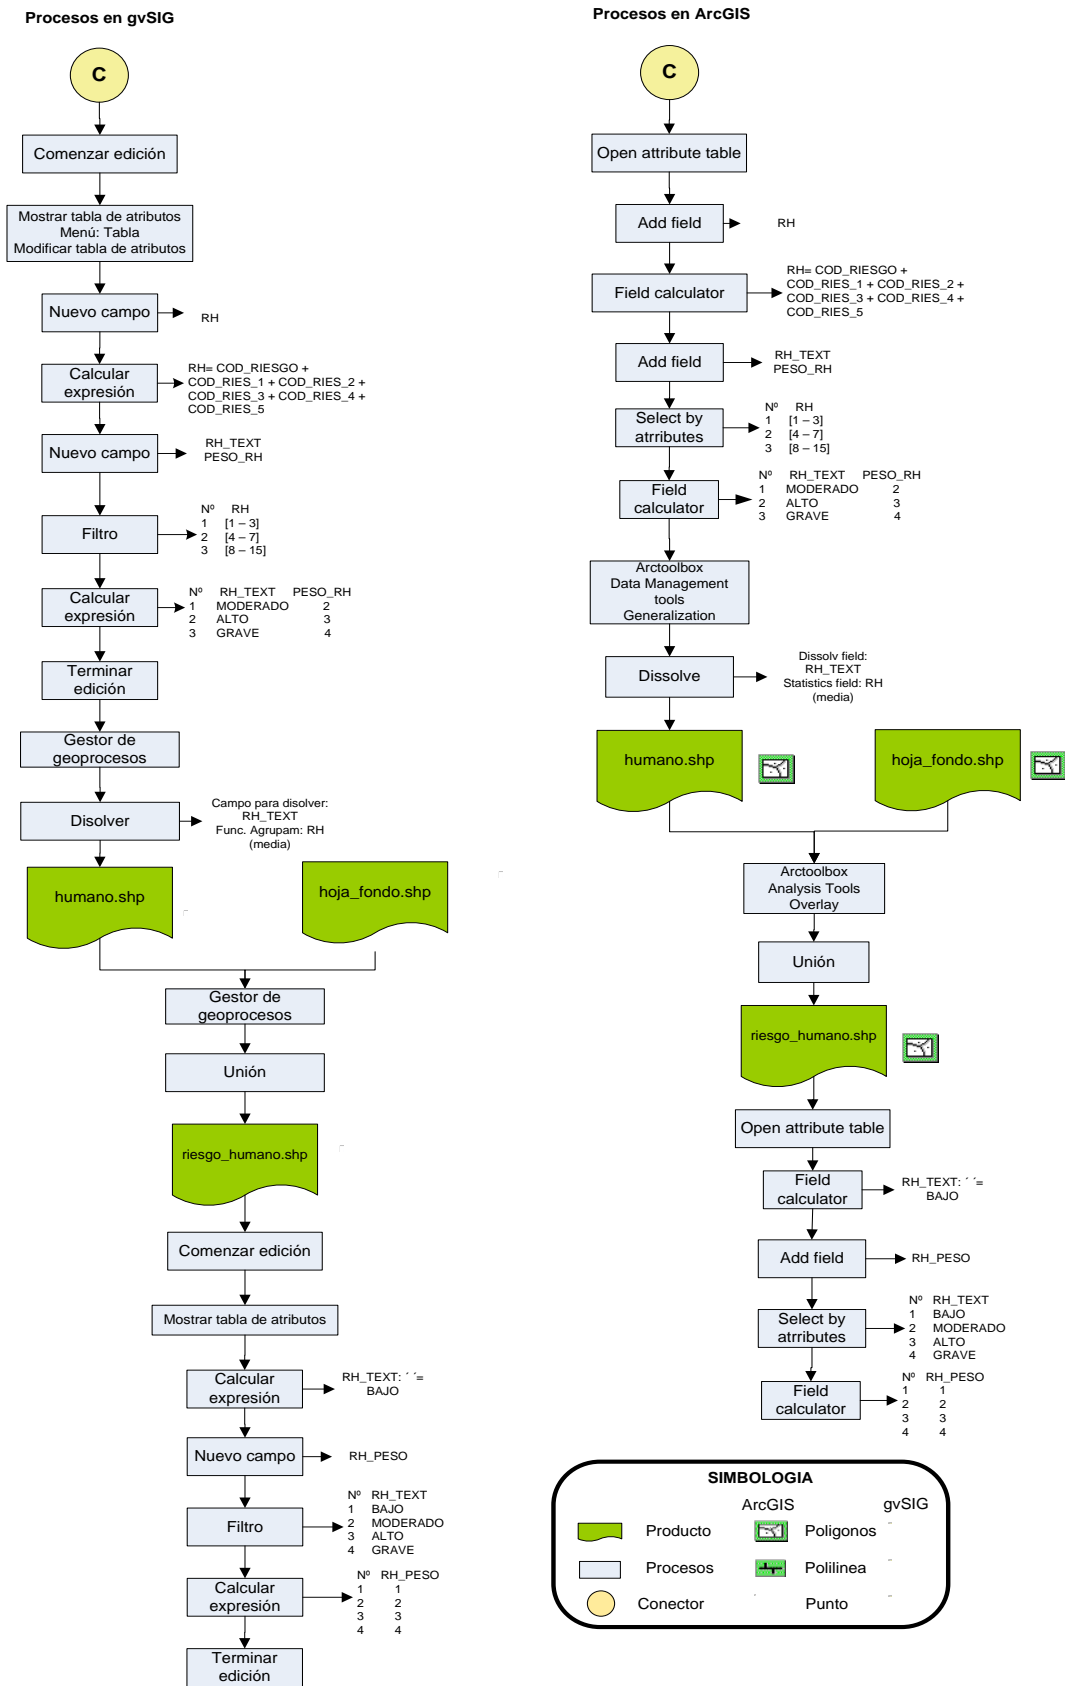 Procesos en gvSIG
C
Comenzar edición
Mostrar tabla de atributos
Menú: Tabla
Modificar tabla de atributos
Nuevo campo
RH
Calcular
expresión
RH= COD_RIESGO +
COD_RIES_1 + COD_RIES_2 +
COD_RIES_3 + COD_RIES_4 +
COD_RIES_5
Nuevo campo
RH_TEXT
PESO_RH
Filtro
Nº RH
1 [1 – 3]
2 [4 – 7]
3 [8 – 15]
Calcular
expresión
Nº RH_TEXT PESO_RH
1 MODERADO 2
2 ALTO 3
3 GRAVE 4
Terminar
edición
Gestor de
geoprocesos
Disolver
Campo para disolver:
RH_TEXT
Func. Agrupam: RH
(media)
humano.shp
hoja_fondo.shp
Gestor de
geoprocesos
Unión
riesgo_humano.shp
Comenzar edición
Mostrar tabla de atributos
Calcular
expresión
RH_TEXT: ´ ´=
BAJO
Nuevo campo
RH_PESO
Filtro
Nº RH_TEXT
1 BAJO
2 MODERADO
3 ALTO
4 GRAVE
Calcular
expresión
Nº RH_PESO
1 1
2 2
3 3
4 4
Terminar
edición
Procesos en ArcGIS
C
Open attribute table
Add field
RH
Field calculator
RH= COD_RIESGO +
COD_RIES_1 + COD_RIES_2 +
COD_RIES_3 + COD_RIES_4 +
COD_RIES_5
Add field
RH_TEXT
PESO_RH
Select by
atrributes
Nº RH
1 [1 – 3]
2 [4 – 7]
3 [8 – 15]
Field
calculator
Nº RH_TEXT PESO_RH
1 MODERADO 2
2 ALTO 3
3 GRAVE 4
Arctoolbox
Data Management
tools
Generalization
Dissolve
Dissolv field:
RH_TEXT
Statistics field: RH
(media)
humano.shp
hoja_fondo.shp
Arctoolbox
Analysis Tools
Overlay
Unión
riesgo_humano.shp
Open attribute table
Field
calculator
RH_TEXT: ´ ´=
BAJO
Add field
RH_PESO
Select by
atrributes
Nº RH_TEXT
1 BAJO
2 MODERADO
3 ALTO
4 GRAVE
Field
calculator
Nº RH_PESO
1 1
2 2
3 3
4 4
SIMBOLOGIA
ArcGIS gvSIG
Producto Poligonos
Procesos Polilinea
Conector Punto